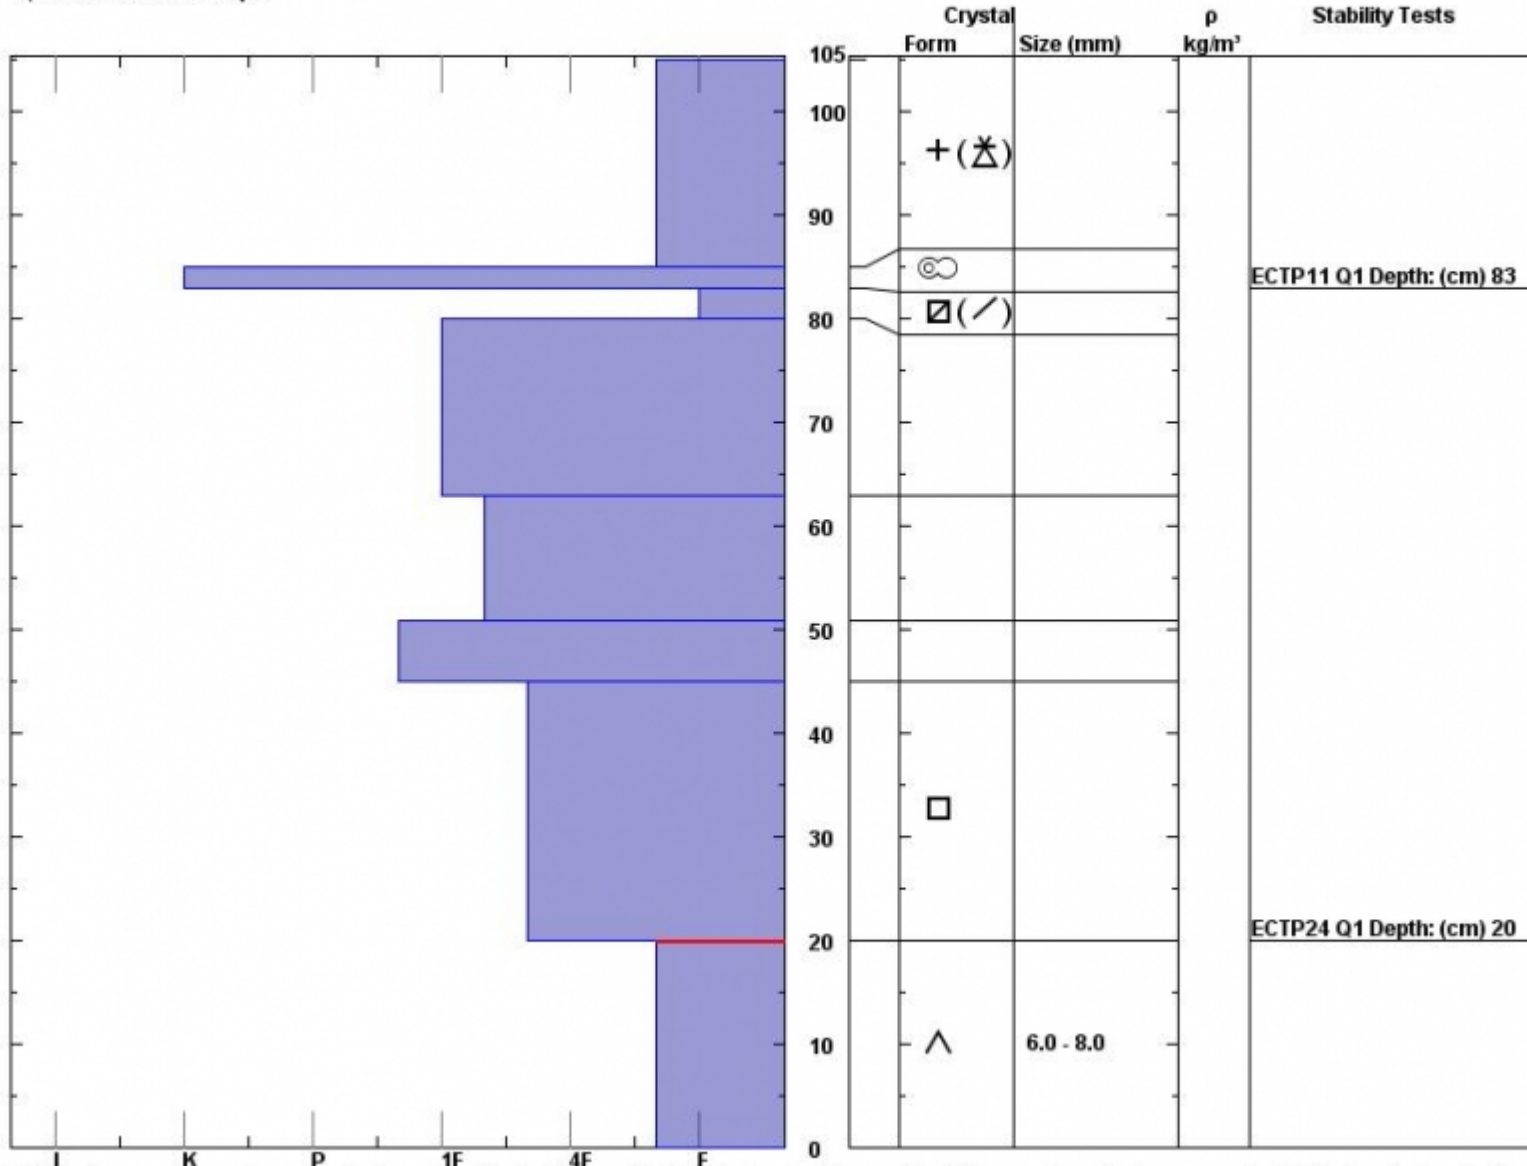 Crystal ρ Stability Tests
Form Size (mm) kg/m³
105
100
+ ( )
90
ECTP11 Q1 Depth: (cm) 83
( / )
80
70
60
50
40
30
ECTP24 Q1 Depth: (cm) 20
20
10 6.0 - 8.0
0
I K P 1F 4F F